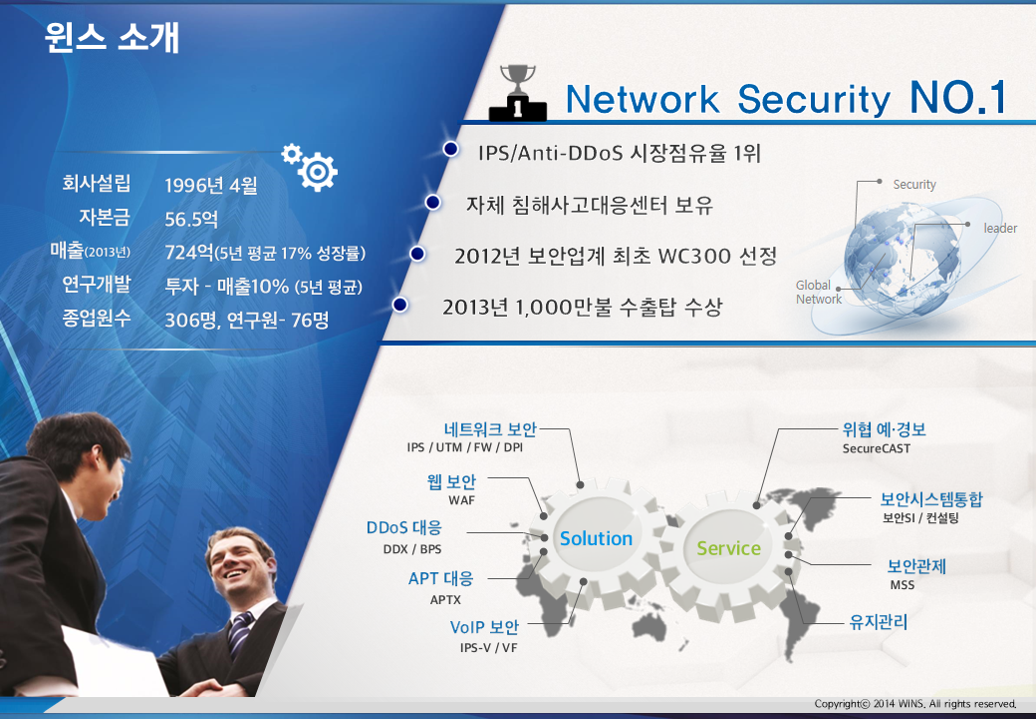 윈스 소개
Network Security NO.1
1
IPS/Anti-DDoS 시장점유율 1위
자체 침해사고대응센터 보유
2012년 보안업계 최초 WC300 선정
2013년 1,000만불 수출탑 수상
회사설립 1996년 4월
자본금 56.5억
매출(2013년) 724억(5년 평균 17% 성장률)
연구개발 투자 - 매출10% (5년 평균)
종업원수 306명, 연구원- 76명
Security
leader
Global
Network
네트워크 보안
IPS / UTM / FW / DPI
웹 보안
WAF
DDoS 대응
DDX / BPS
APT 대응
APTX
VoIP 보안
IPS-V / VF
Solution
Service
위협 예·경보
SecureCAST
보안시스템통합
보안SI / 컨설팅
보안관제
MSS
유지관리
Copyrightⓒ 2014 WINS. All rights reserved.